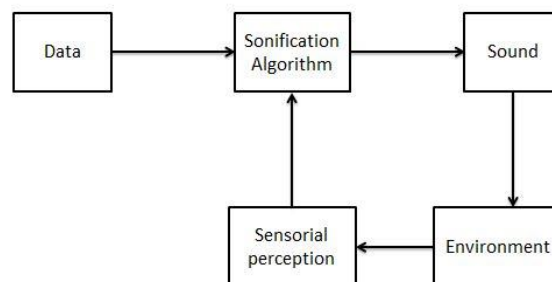 Data
Sonification
Algorithm
Sound
Sensorial
perception
Environment